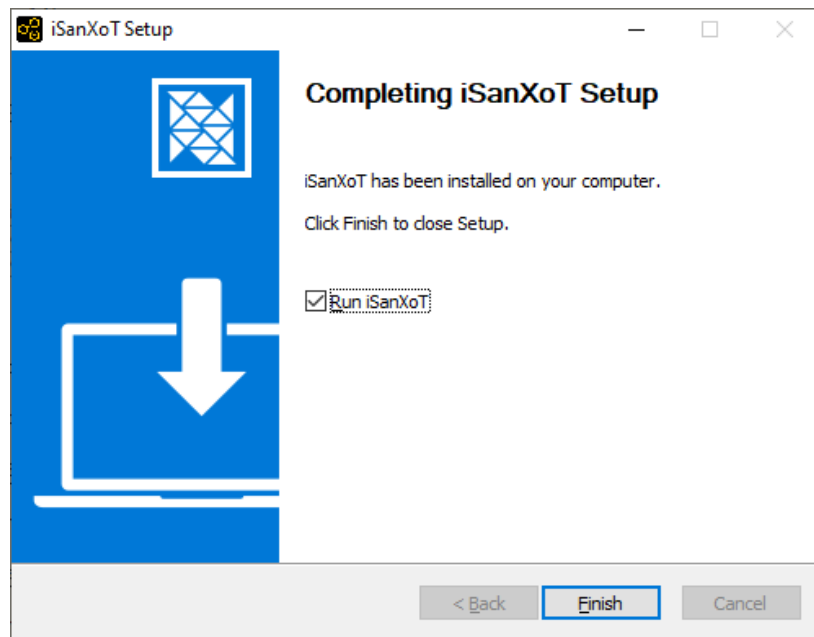 iSanXoT Setup
Completing iSanXoT Setup
iSanXoT has been installed on your computer.
Click Finish to close Setup.
Run iSanXoT
< Back
Finish
Cancel